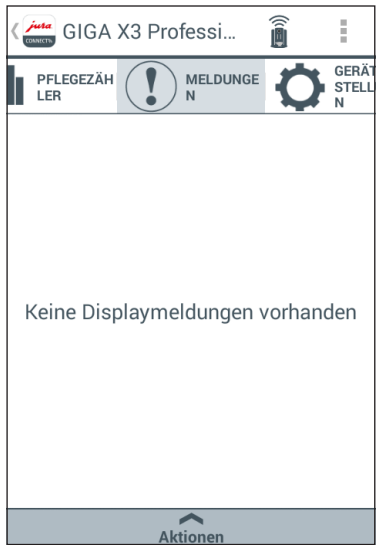 jura
CONNECT
GIGA X3 Professi...
PFLEGEZÄH
LER
MELDUNGE
N
GERÄT
STELL
N
Keine Displaymeldungen vorhanden
Aktionen